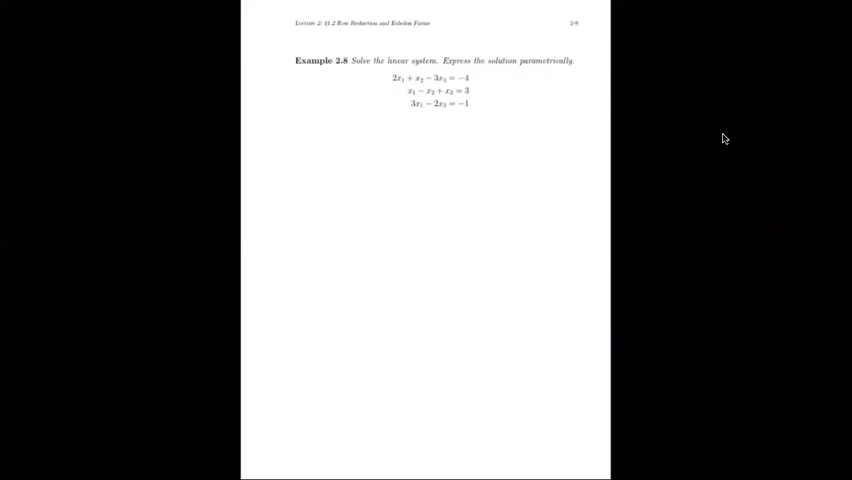 Lecture 2: §1.2 Row Reduction and Echelon Forms 2-9
Example 2.8 Solve the linear system. Express the solution parametrically.
2x₁ + x₂ − 3x₃ = −4
x₁ − x₂ + x₃ = 3
3x₁ − 2x₃ = −1